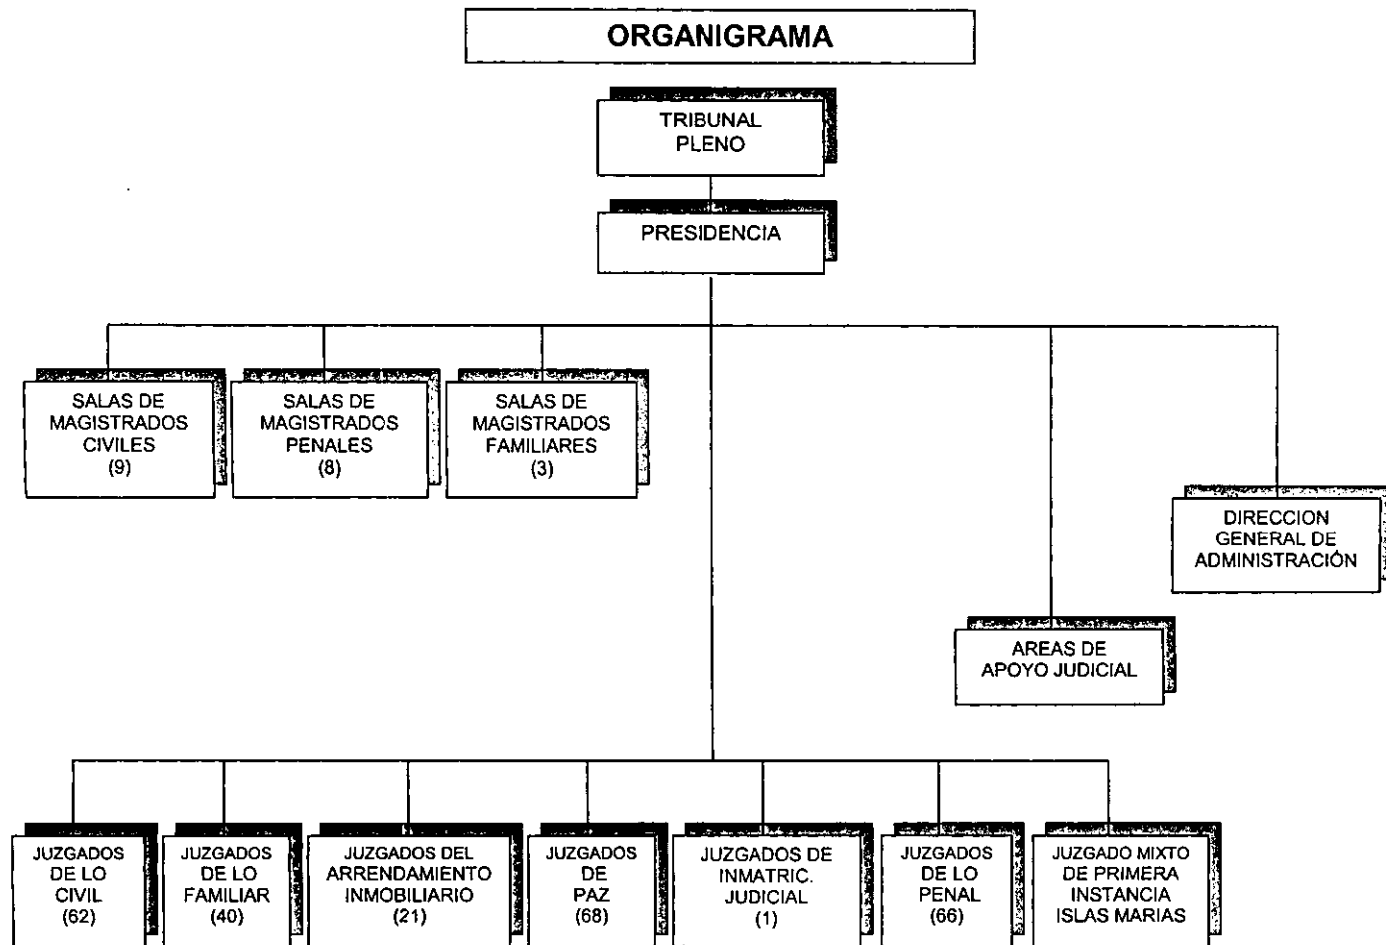 ORGANIGRAMA
TRIBUNAL
PLENO
PRESIDENCIA
SALAS DE
MAGISTRADOS
CIVILES
(9)
SALAS DE
MAGISTRADOS
PENALES
(8)
SALAS DE
MAGISTRADOS
FAMILIARES
(3)
DIRECCION
GENERAL DE
ADMINISTRACIÓN
AREAS DE
APOYO JUDICIAL
JUZGADOS
DE LO
CIVIL
(62)
JUZGADOS
DE LO
FAMILIAR
(40)
JUZGADOS DEL
ARRENDAMIENTO
INMOBILIARIO
(21)
JUZGADOS
DE
PAZ
(68)
JUZGADOS DE
INMATRIC.
JUDICIAL
(1)
JUZGADOS
DE LO
PENAL
(66)
JUZGADO MIXTO
DE PRIMERA
INSTANCIA
ISLAS MARIAS